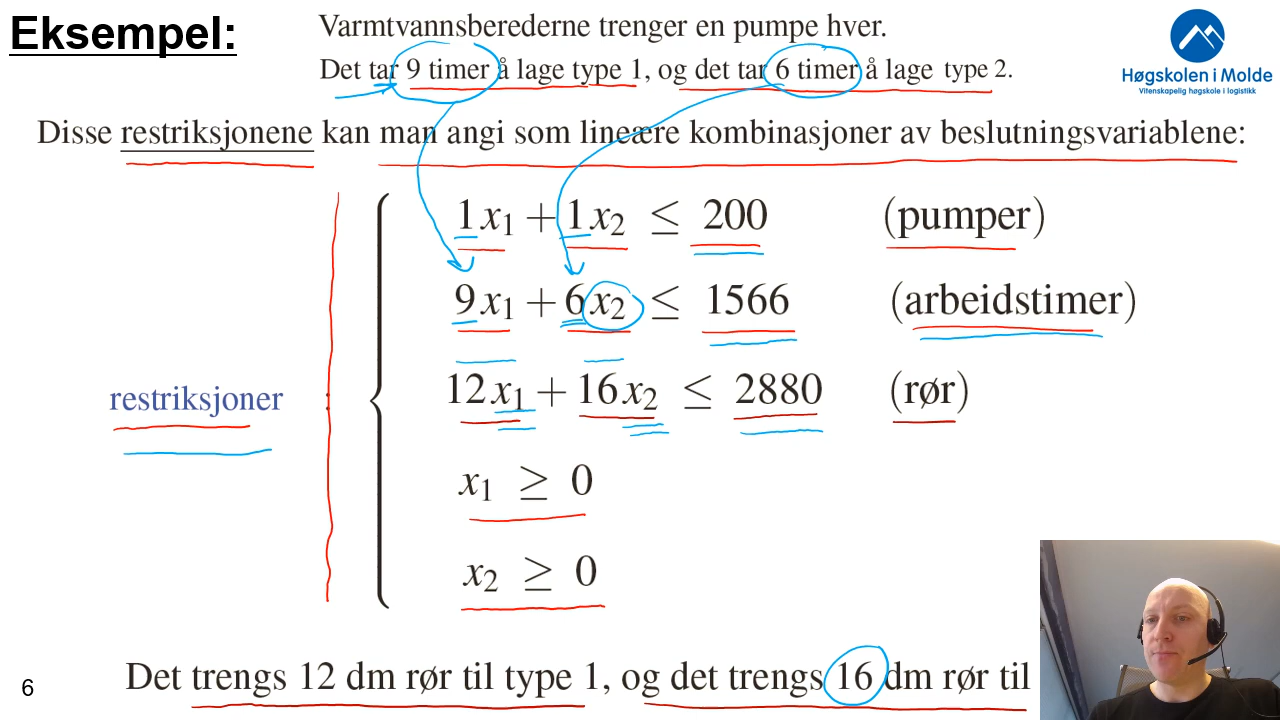 Eksempel:
Varmtvannsberederne trenger en pumpe hver.
Det tar 9 timer å lage type 1, og det tar 6 timer å lage type 2.
Høgskolen i Molde
Vitenskapelig høgskole i logistikk
Disse restriksjonene kan man angi som lineære kombinasjoner av beslutningsvariablene:
1x₁ + 1x₂ ≤ 200 (pumper)
9x₁ + 6x₂ ≤ 1566 (arbeidstimer)
restriksjoner :
12x₁ + 16x₂ ≤ 2880 (rør)
x₁ ≥ 0
x₂ ≥ 0
Det trengs 12 dm rør til type 1, og det trengs 16 dm rør til
6